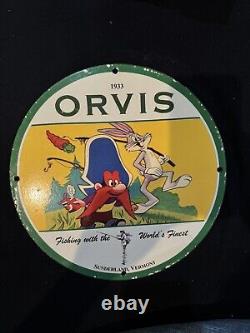 1933
ORVIS
Fishing with the World's Finest
SUNDERLAND, VERMONT
ebay